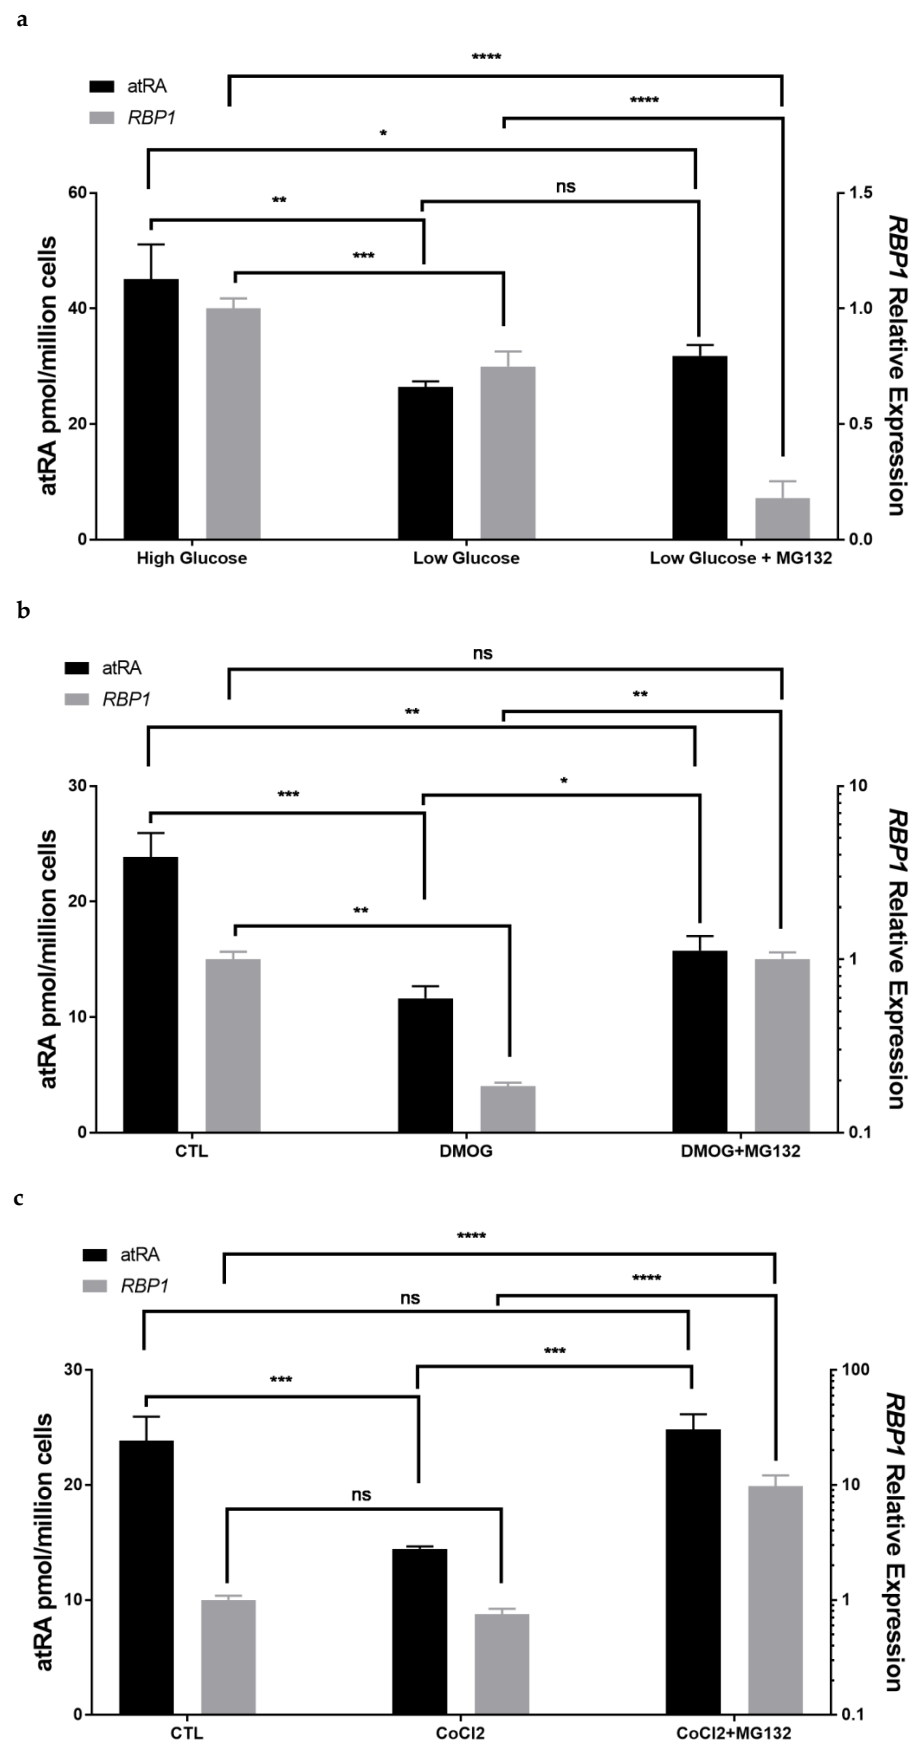 a
****
atRA
RBP1
****
*
ns
**
***
60
40
20
0
1.5
1.0
0.5
0.0
atRA pmol/million cells
RBP1 Relative Expression
High Glucose
Low Glucose
Low Glucose + MG132
b
ns
atRA
RBP1
**
**
*
***
**
30
20
10
0
10
1
0.1
atRA pmol/million cells
RBP1 Relative Expression
CTL
DMOG
DMOG+MG132
c
****
atRA
RBP1
****
ns
***
***
ns
30
20
10
0
100
10
1
0.1
atRA pmol/million cells
RBP1 Relative Expression
CTL
CoCl2
CoCl2+MG132